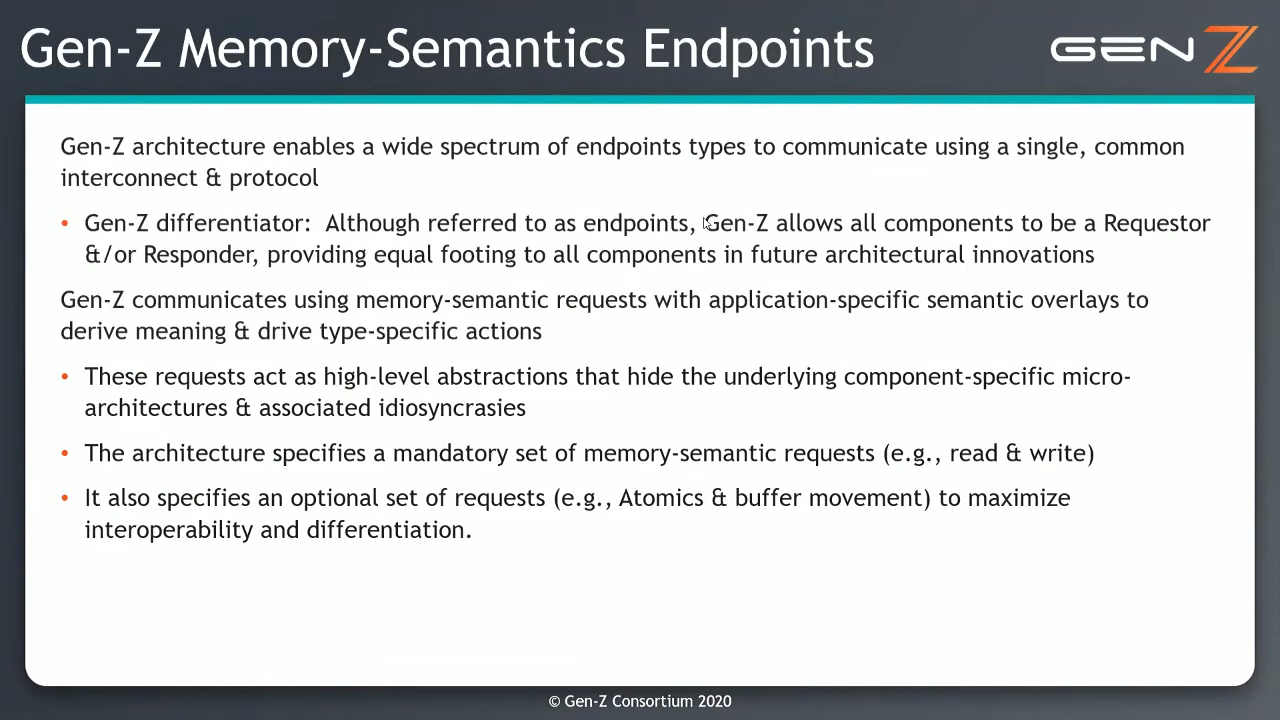 Gen-Z Memory-Semantics Endpoints
GEN Z
Gen-Z architecture enables a wide spectrum of endpoints types to communicate using a single, common
interconnect & protocol
• Gen-Z differentiator:  Although referred to as endpoints, Gen-Z allows all components to be a Requestor
&/or Responder, providing equal footing to all components in future architectural innovations
Gen-Z communicates using memory-semantic requests with application-specific semantic overlays to
derive meaning & drive type-specific actions
• These requests act as high-level abstractions that hide the underlying component-specific micro-
architectures & associated idiosyncrasies
• The architecture specifies a mandatory set of memory-semantic requests (e.g., read & write)
• It also specifies an optional set of requests (e.g., Atomics & buffer movement) to maximize
interoperability and differentiation.
© Gen-Z Consortium 2020